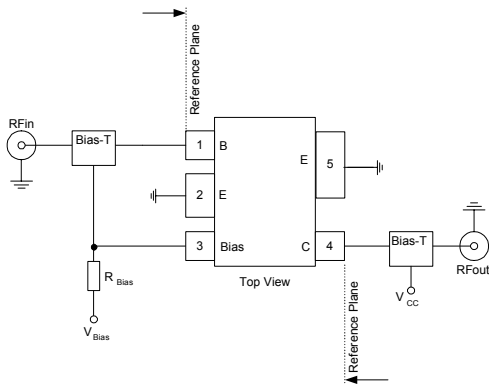 Reference Plane
RFin
Bias-T
1
B
E
5
2
E
3
Bias
C
4
Bias-T
RFout
R Bias
Top View
V CC
V Bias
Reference Plane